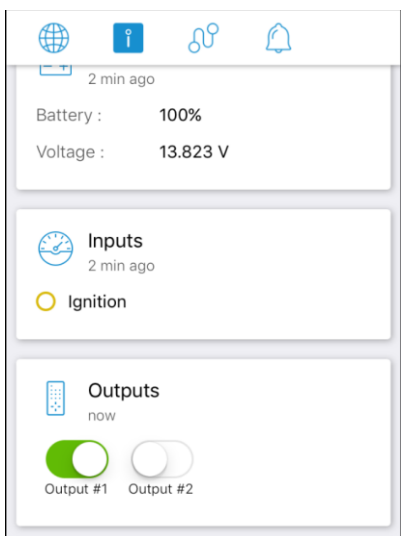 2 min ago
Battery : 100%
Voltage : 13.823 V
Inputs
2 min ago
Ignition
Outputs
now
Output #1 Output #2